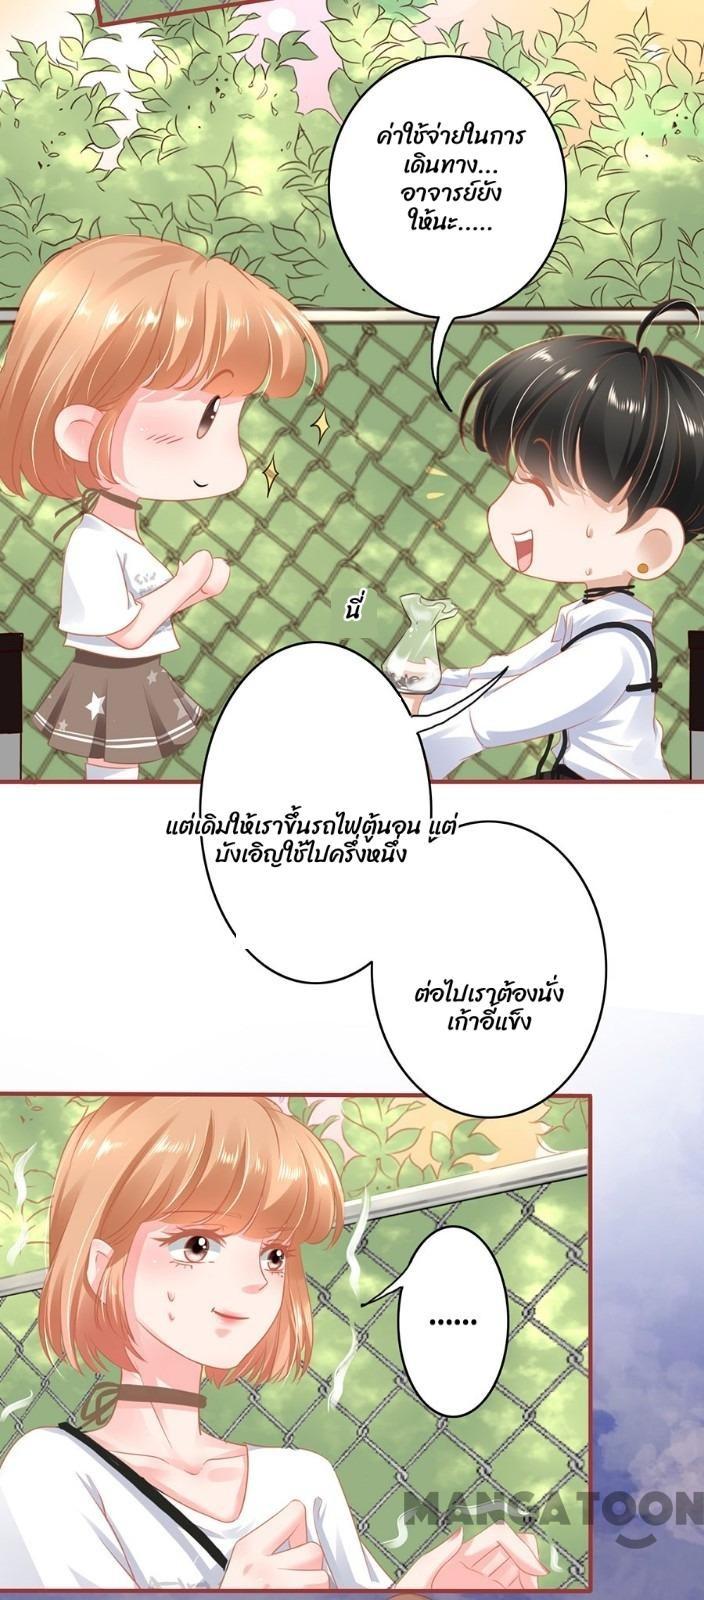 ค่าใช้จ่ายในการ
เดินทาง...
อาจารย์ยัง
ให้นะ.....
นี่
แต่เดิมให้เราขึ้นรถไฟตู้นอน แต่
บังเอิญใช้ไปครึ่งหนึ่ง
ต่อไปเราต้องนั่ง
เก้าอี้แข็ง
......
MANGATOON